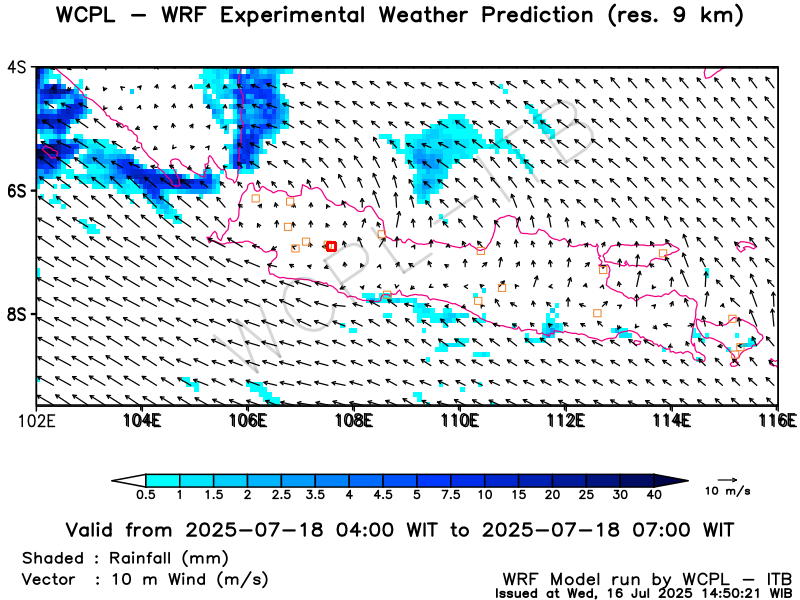 WCPL – WRF Experimental Weather Prediction (res. 9 km)
4S
6S
8S
102E 104E 106E 108E 110E 112E 114E 116E
WCPL-ITB
0.5 1 1.5 2 2.5 3.5 4.5 5 7.5 10 15 20 25 30 40
10 m/s
Valid from 2025-07-18 04:00 WIT to 2025-07-18 07:00 WIT
Shaded : Rainfall (mm)
Vector : 10 m Wind (m/s)
WRF Model run by WCPL – ITB
Issued at Wed, 16 Jul 2025 14:50:21 WIB